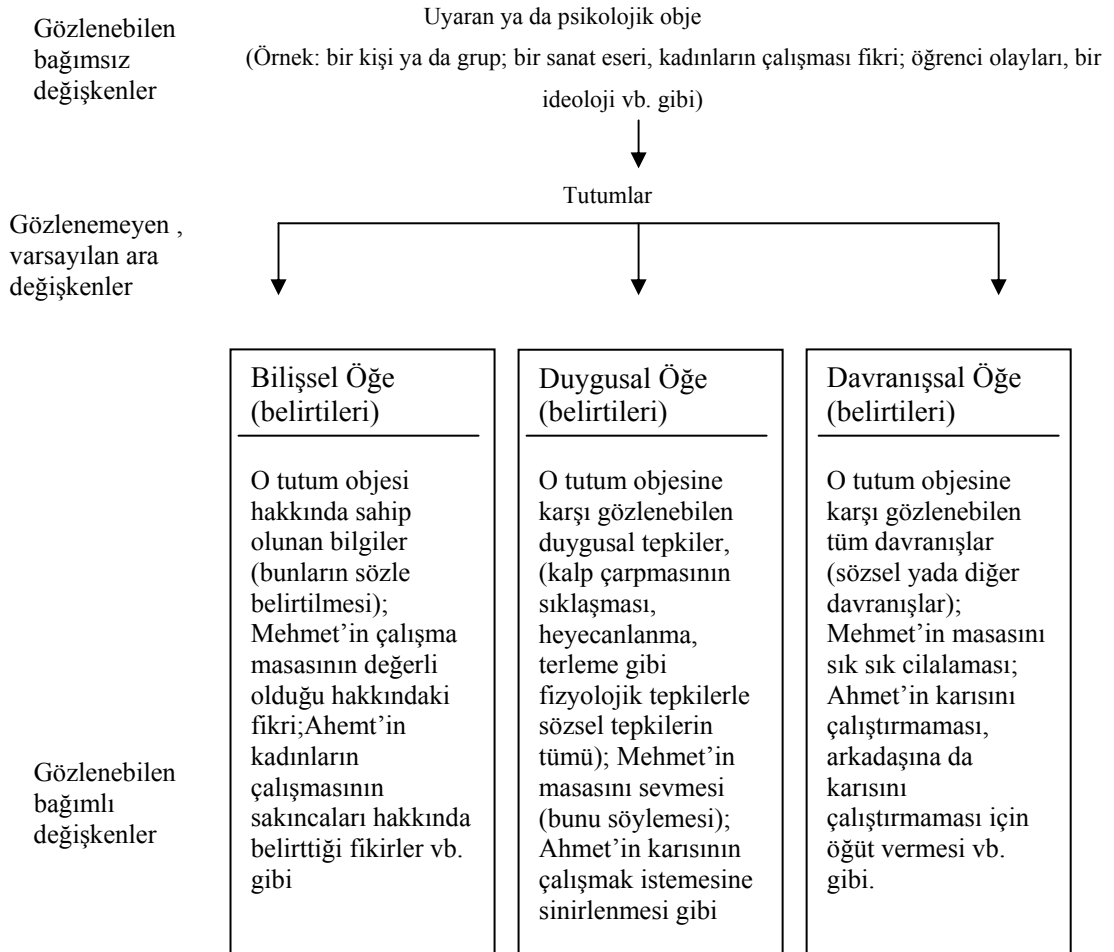 Gözlenebilen
bağımsız
değişkenler
Uyaran ya da psikolojik obje
(Örnek: bir kişi ya da grup; bir sanat eseri, kadınların çalışması fikri; öğrenci olayları, bir
ideoloji vb. gibi)
Tutumlar
Gözlenemeyen ,
varsayılan ara
değişkenler
Bilişsel Öğe
(belirtileri)
O tutum objesi
hakkında sahip
olunan bilgiler
(bunların sözle
belirtilmesi);
Mehmet’in çalışma
masasının değerli
olduğu hakkındaki
fikri;Ahemt’in
kadınların
çalışmasının
sakıncaları hakkında
belirttiği fikirler vb.
gibi
Duygusal Öğe
(belirtileri)
O tutum objesine
karşı gözlenebilen
duygusal tepkiler,
(kalp çarpmasının
sıklaşması,
heyecanlanma,
terleme gibi
fizyolojik tepkilerle
sözsel tepkilerin
tümü); Mehmet’in
masasını sevmesi
(bunu söylemesi);
Ahmet’in karısının
çalışmak istemesine
sinirlenmesi gibi
Davranışsal Öğe
(belirtileri)
O tutum objesine
karşı gözlenebilen
tüm davranışlar
(sözsel yada diğer
davranışlar);
Mehmet’in masasını
sık sık cilalaması;
Ahmet’in karısını
çalıştırmaması,
arkadaşına da
karısını
çalıştırmaması için
öğüt vermesi vb.
gibi.
Gözlenebilen
bağımlı
değişkenler